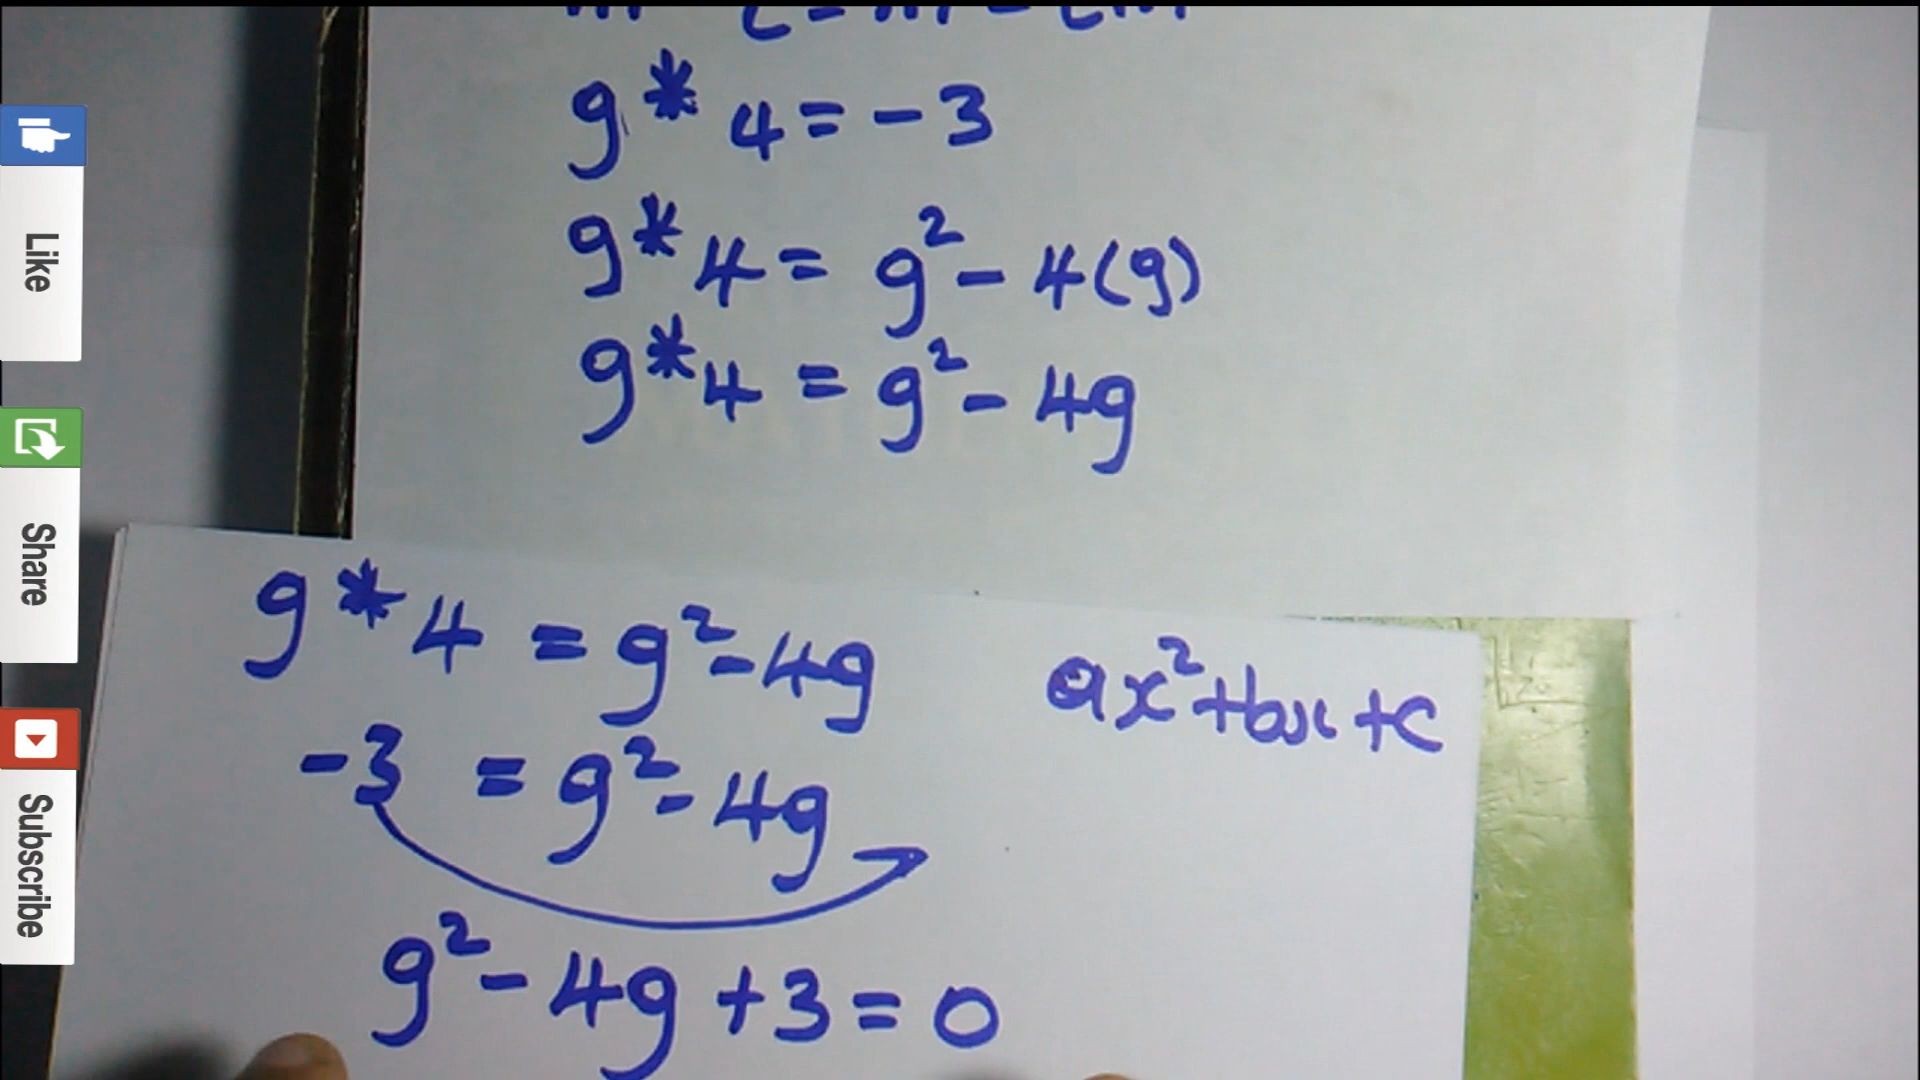 g * 4 = - 3
g * 4 = g² - 4(g)
g * 4 = g² - 4g
g * 4 = g² - 4g
ax² + bx + c
-3 = g² - 4g
g² - 4g + 3 = 0
Like
Share
Subscribe